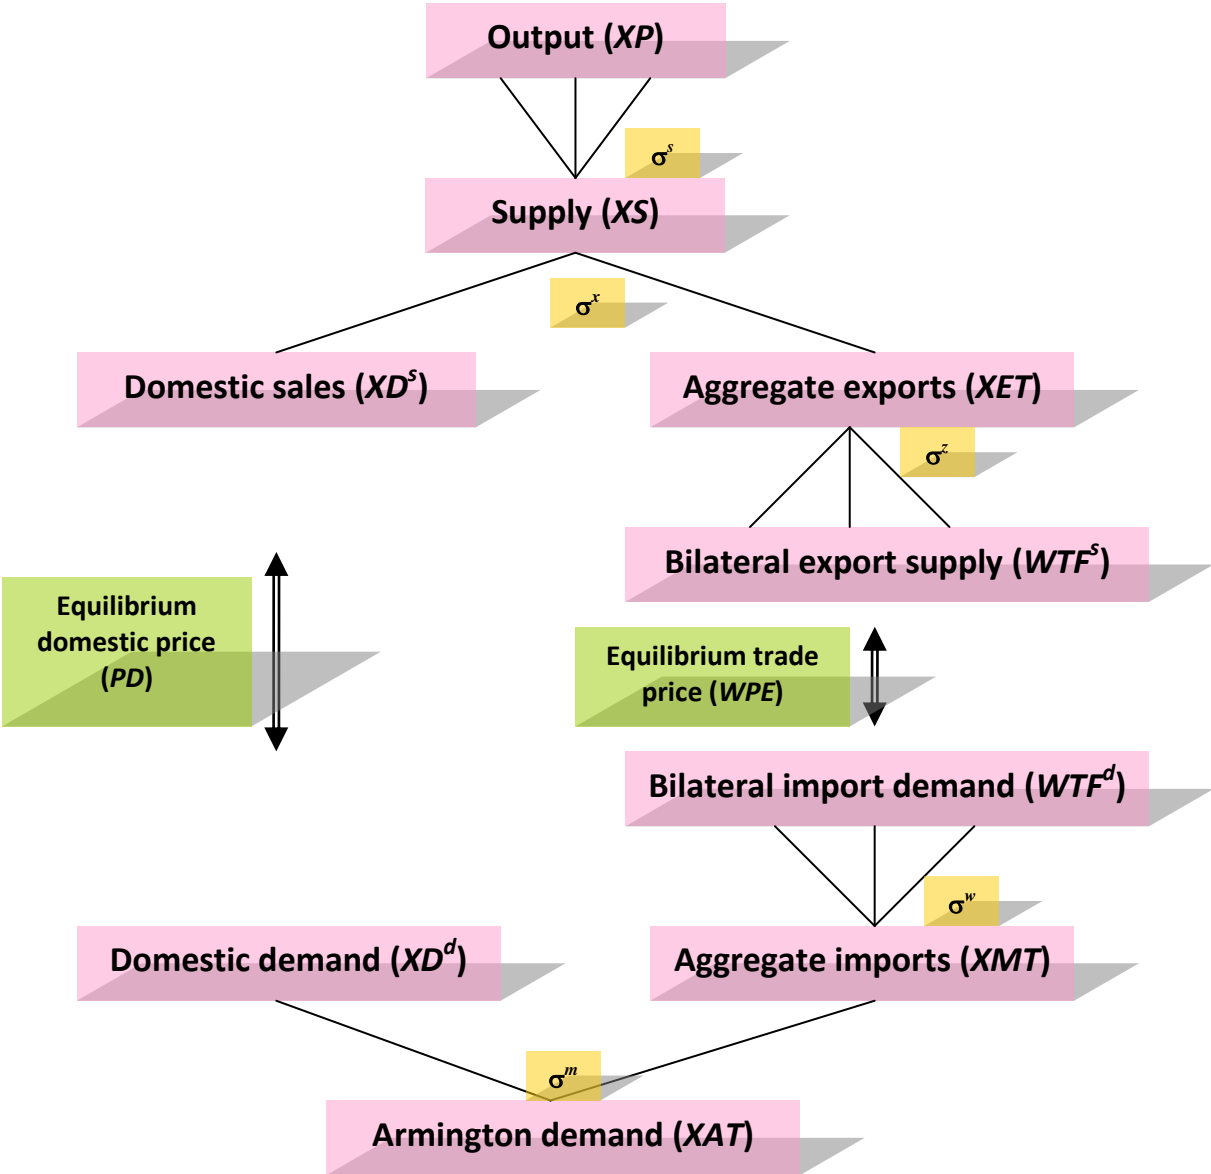 Output (XP)
σˢ
Supply (XS)
σˣ
Domestic sales (XDˢ)
Aggregate exports (XET)
σᶻ
Bilateral export supply (WTFˢ)
Equilibrium
domestic price
(PD)
Equilibrium trade
price (WPE)
Bilateral import demand (WTFᵈ)
σʷ
Domestic demand (XDᵈ)
Aggregate imports (XMT)
σᵐ
Armington demand (XAT)